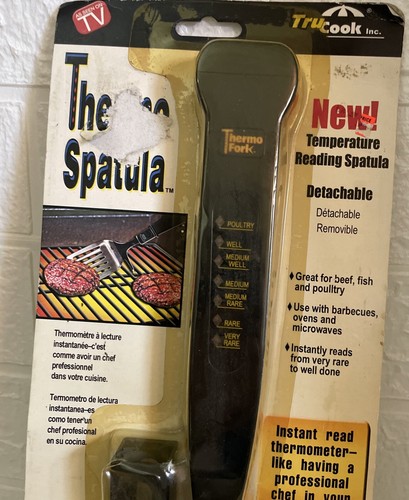 AS SEEN ON
TV
TruCook Inc.
Spatula™
Thermo
Fork
New!
Temperature
Reading Spatula
Detachable
Détachable
Removible
POULTRY
WELL
MEDIUM
WELL
MEDIUM
MEDIUM
RARE
RARE
VERY
RARE
♦Great for beef, fish
and poultry
♦Use with barbecues,
ovens and
microwaves
♦Instantly reads
from very rare
to well done
Thermomètre à lecture
instantanée-c'est
comme avoir un chef
prefessionnel
dans votre cuisine.
Termometro de lectura
instantanea-es
como tener'un
chef profesional
en su cocina.
Instant read
thermometer–
like having a
professional
chef in your